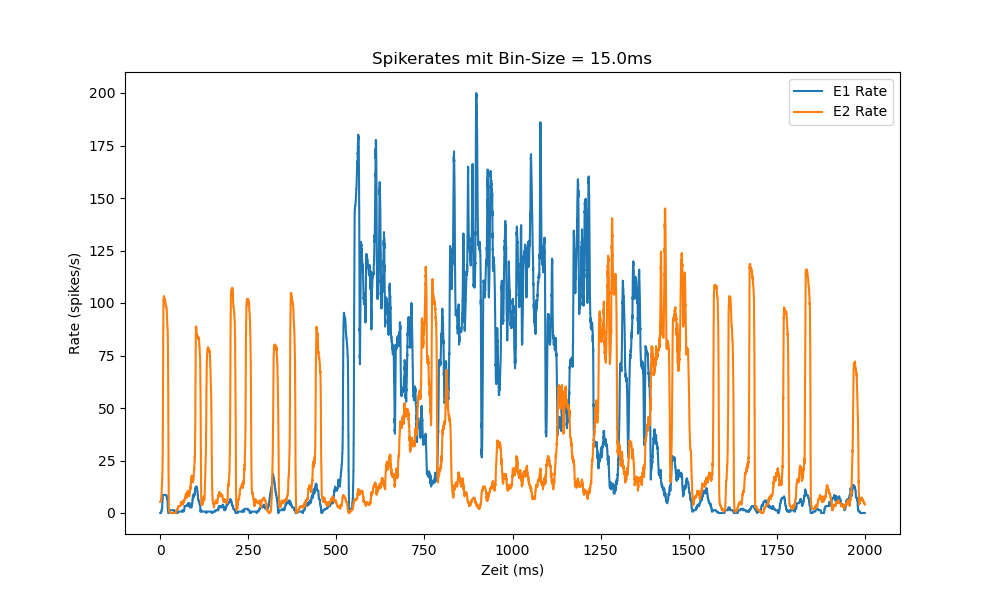 Spikerates mit Bin-Size = 15.0ms
E1 Rate
E2 Rate
Rate (spikes/s)
200
175
150
125
100
75
50
25
0
0 250 500 750 1000 1250 1500 1750 2000
Zeit (ms)